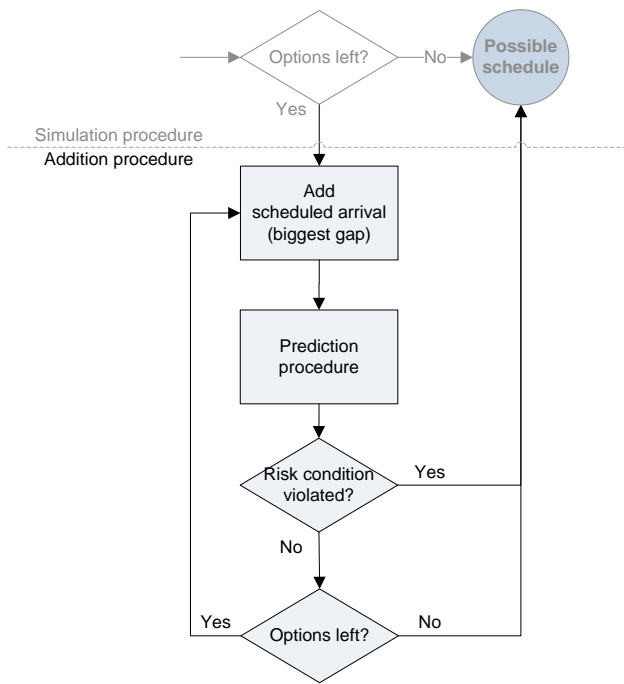 Options left?
No
Possible
schedule
Yes
Simulation procedure
Addition procedure
Add
scheduled arrival
(biggest gap)
Prediction
procedure
Risk condition
violated?
Yes
No
Yes
Options left?
No